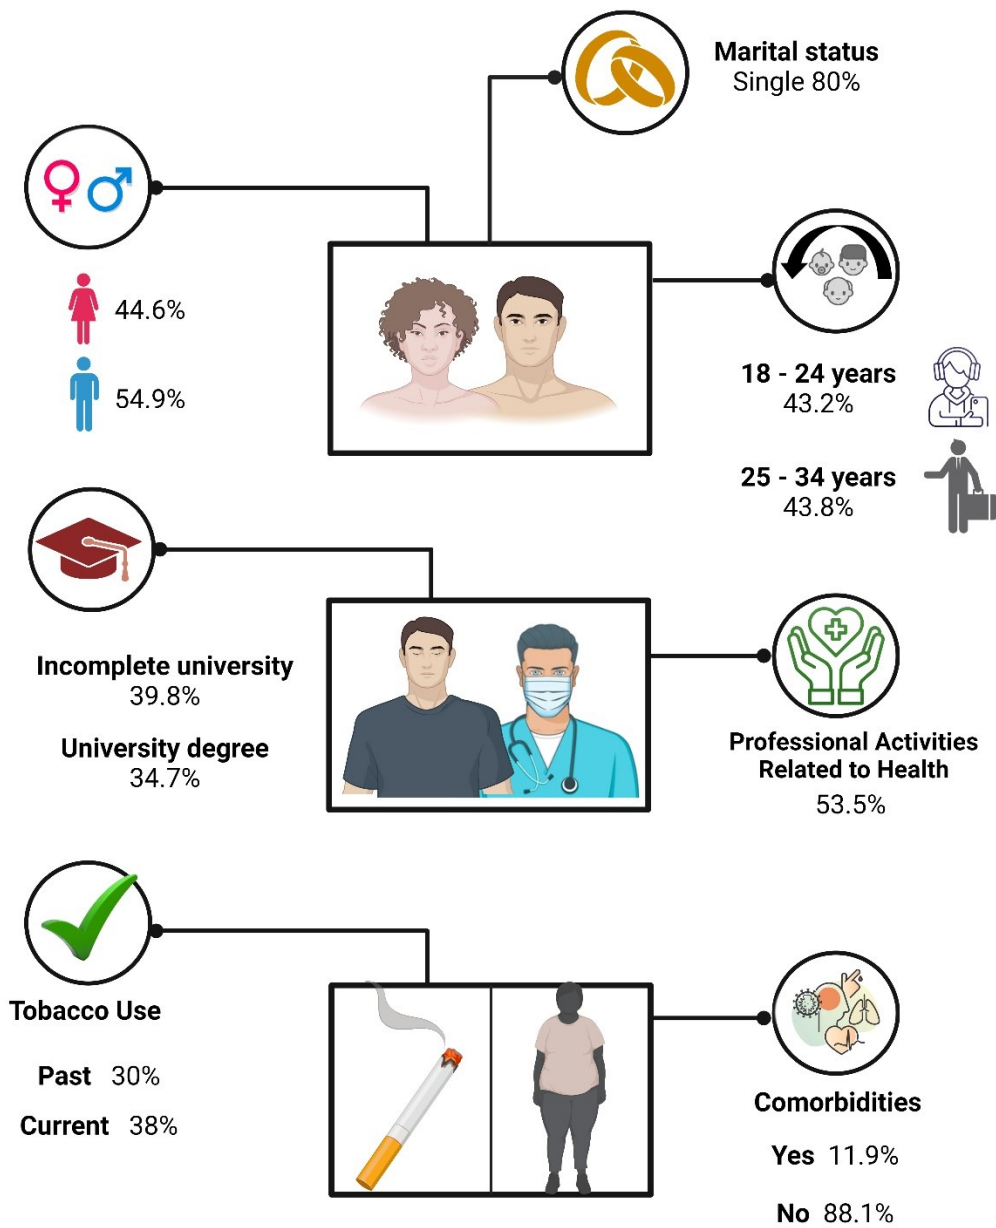 Marital status
Single 80%
44.6%
54.9%
18 - 24 years
43.2%
25 - 34 years
43.8%
Incomplete university
39.8%
University degree
34.7%
Professional Activities
Related to Health
53.5%
Tobacco Use
Past 30%
Current 38%
Comorbidities
Yes 11.9%
No 88.1%